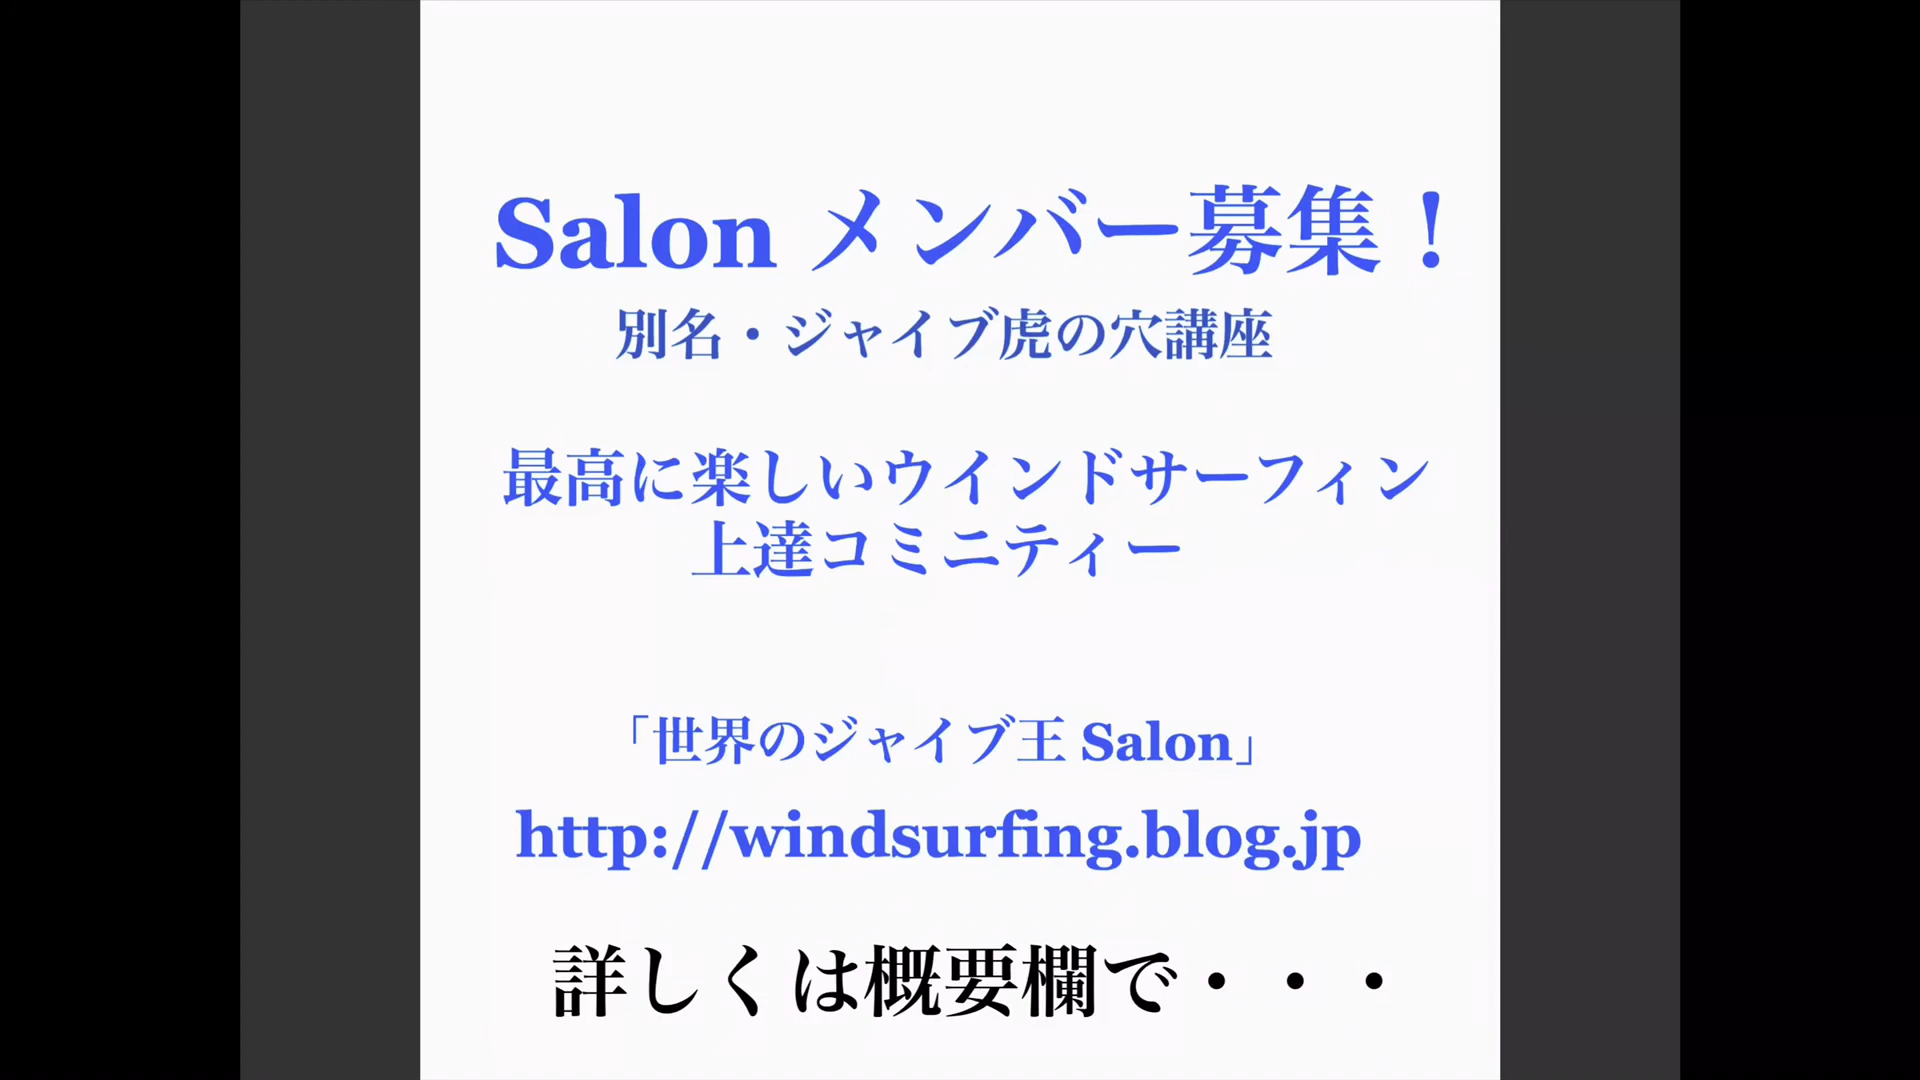 Salon メンバー募集！
別名・ジャイブ虎の穴講座
最高に楽しいウインドサーフィン
上達コミニティー
「世界のジャイブ王 Salon」
http://windsurfing.blog.jp
詳しくは概要欄で・・・